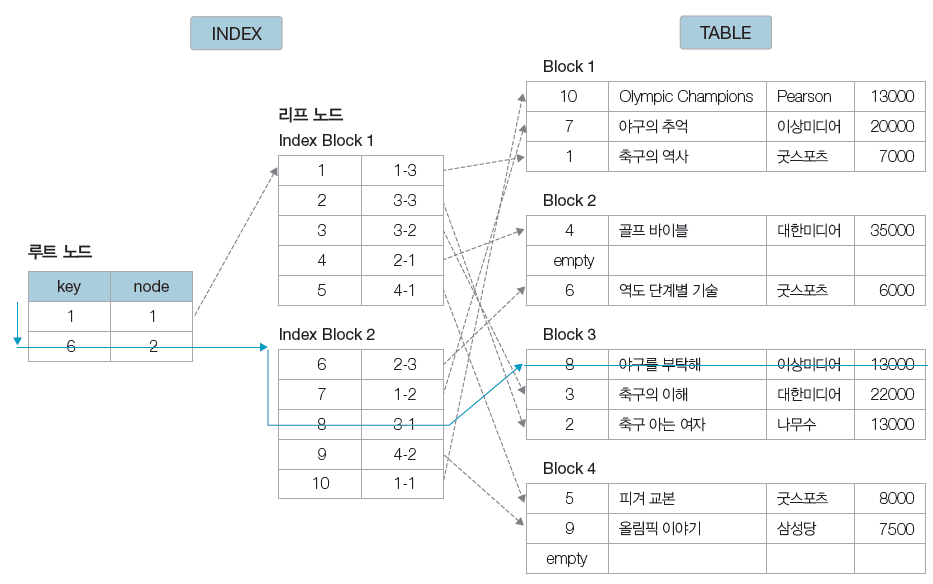 INDEX
TABLE
루트 노드
key node
1 1
6 2
리프 노드
Index Block 1
1 1-3
2 3-3
3 3-2
4 2-1
5 4-1
Index Block 2
6 2-3
7 1-2
8 3-1
9 4-2
10 1-1
Block 1
10 Olympic Champions Pearson 13000
7 야구의 추억 이상미디어 20000
1 축구의 역사 굿스포츠 7000
Block 2
4 골프 바이블 대한미디어 35000
empty
6 역도 단계별 기술 굿스포츠 6000
Block 3
8 야구를 부탁해 이상미디어 13000
3 축구의 이해 대한미디어 22000
2 축구 아는 여자 나무수 13000
Block 4
5 피겨 교본 굿스포츠 8000
9 올림픽 이야기 삼성당 7500
empty